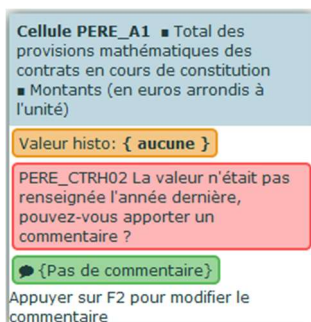 Cellule PERE_A1 ▪ Total des
provisions mathématiques des
contrats en cours de constitution
▪ Montants (en euros arrondis à
l'unité)
Valeur histo: { aucune }
PERE_CTRH02 La valeur n'était pas
renseignée l'année dernière,
pouvez-vous apporter un
commentaire ?
{Pas de commentaire}
Appuyer sur F2 pour modifier le
commentaire